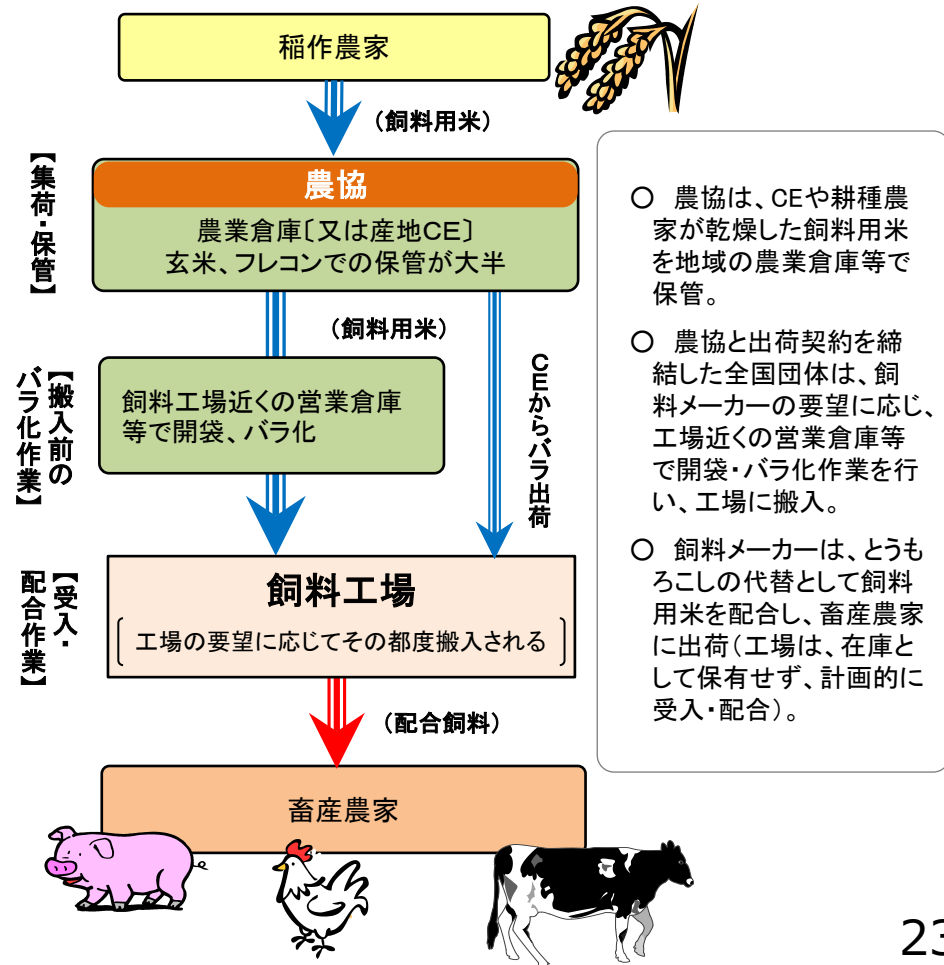 稲作農家
（飼料用米）
【集荷・保管】
農協
農業倉庫〔又は産地CE〕
玄米、フレコンでの保管が大半
（飼料用米）
CEからバラ出荷
【搬入前の
バラ化作業】
飼料工場近くの営業倉庫
等で開袋、バラ化
【受入・
配合作業】
飼料工場
工場の要望に応じてその都度搬入される
（配合飼料）
畜産農家
○　農協は、CEや耕種農
家が乾燥した飼料用米
を地域の農業倉庫等で
保管。
○　農協と出荷契約を締
結した全国団体は、飼
料メーカーの要望に応じ、
工場近くの営業倉庫等
で開袋・バラ化作業を行
い、工場に搬入。
○　飼料メーカーは、とうも
ろこしの代替として飼料
用米を配合し、畜産農家
に出荷（工場は、在庫と
して保有せず、計画的に
受入・配合）。
23